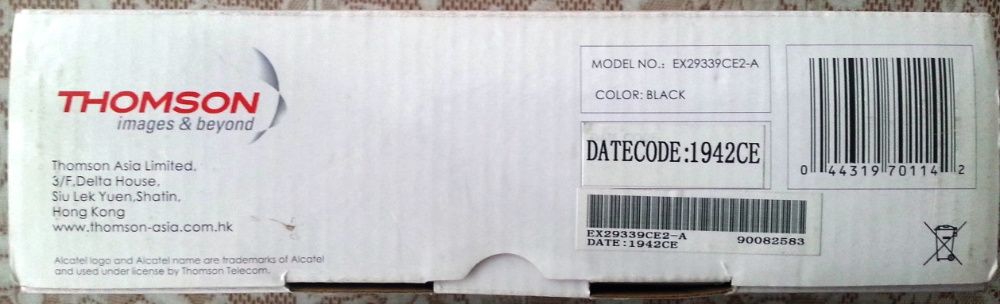 THOMSON
images & beyond
Thomson Asia Limited.
3/F,Delta House,
Siu Lek Yuen,Shatin,
Hong Kong
www.thomson-asia.com.hk
Alcatel logo and Alcatel name are trademarks of Alcatel
and used under license by Thomson Telecom.
MODEL NO.: EX29339CE2-A
COLOR: BLACK
DATECODE:1942CE
EX29339CE2-A
DATE:1942CE 90082583
0 44319 70114 2